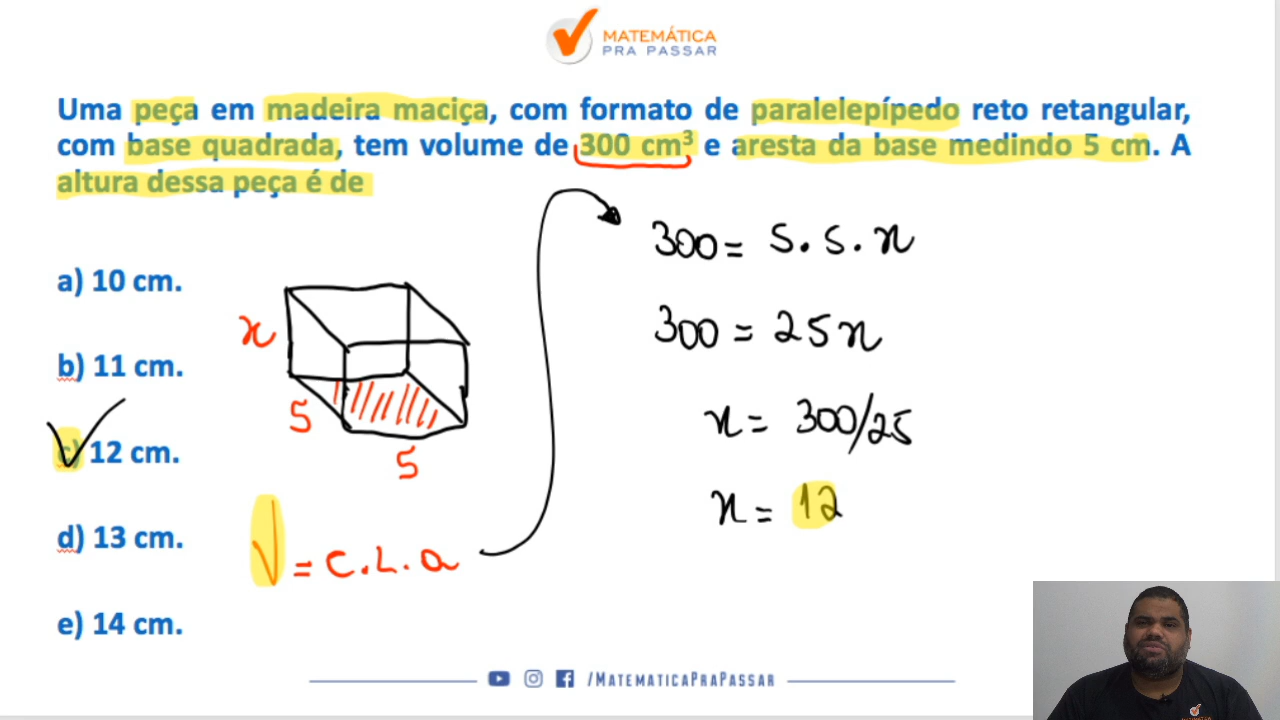 MATEMÁTICA
PRA PASSAR
Uma peça em madeira maciça, com formato de paralelepípedo reto retangular,
com base quadrada, tem volume de 300 cm³ e aresta da base medindo 5 cm. A
altura dessa peça é de
a) 10 cm.
b) 11 cm.
c) 12 cm.
d) 13 cm.
e) 14 cm.
x
5
5
V = C.L.a
300 = 5.5.x
300 = 25x
x = 300/25
x = 12
/MATEMATICAPRAPASSAR